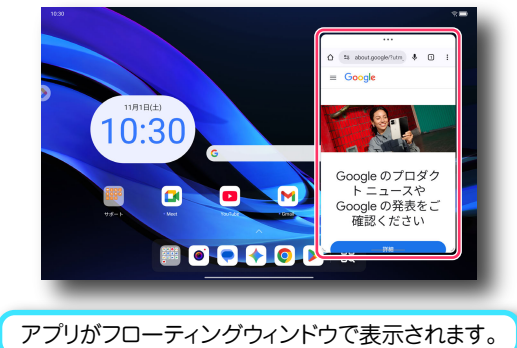 10:30
11月1日(土)
10:30
G
サポート
Meet
YouTube
Gmail
about.google/?utm_
Google
Google のプロダク
ト ニュースや
Google の発表をご
確認ください
詳細
アプリがフローティングウィンドウで表示されます。